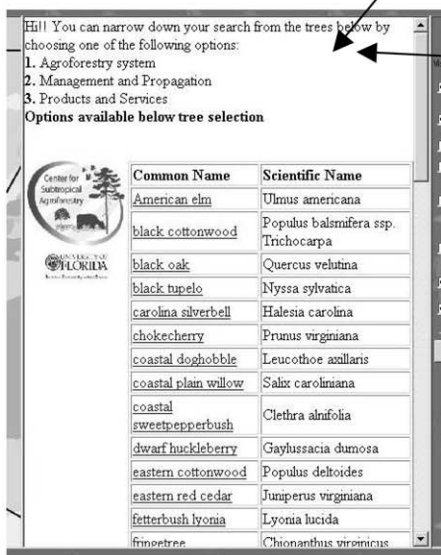 Hi!! You can narrow down your search from the trees below by
choosing one of the following options:
1. Agroforestry system
2. Management and Propagation
3. Products and Services
Options available below tree selection
Center for
Subtropical
Agroforestry
UNIVERSITY OF
FLORIDA
Common Name Scientific Name
American elm Ulmus americana
black cottonwood Populus balsmifera ssp.
Trichocarpa
black oak Quercus velutina
black tupelo Nyssa sylvatica
carolina silverbell Halesia carolina
chokecherry Prunus virginiana
coastal doghobble Leucothoe axillaris
coastal plain willow Salix caroliniana
coastal
sweetpepperbush Clethra alnifolia
dwarf huckleberry Gaylussacia dumosa
eastern cottonwood Populus deltoides
eastern red cedar Juniperus virginiana
fetterbush lyonia Lyonia lucida
fringetree Chionanthus virginicus